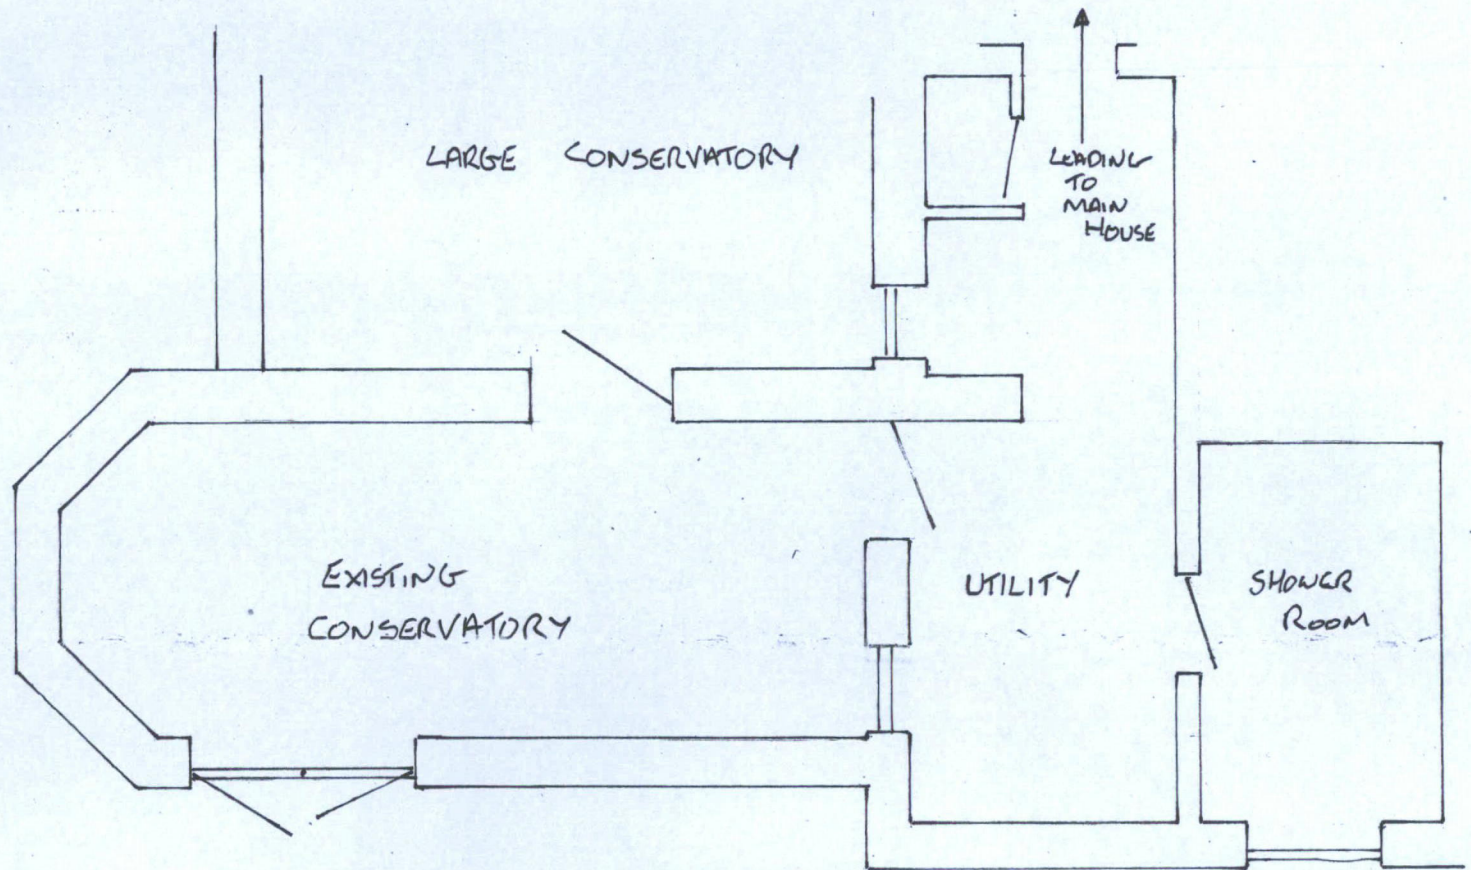 LARGE CONSERVATORY
LEADING
TO
MAIN
HOUSE
EXISTING
CONSERVATORY
UTILITY
SHOWER
ROOM